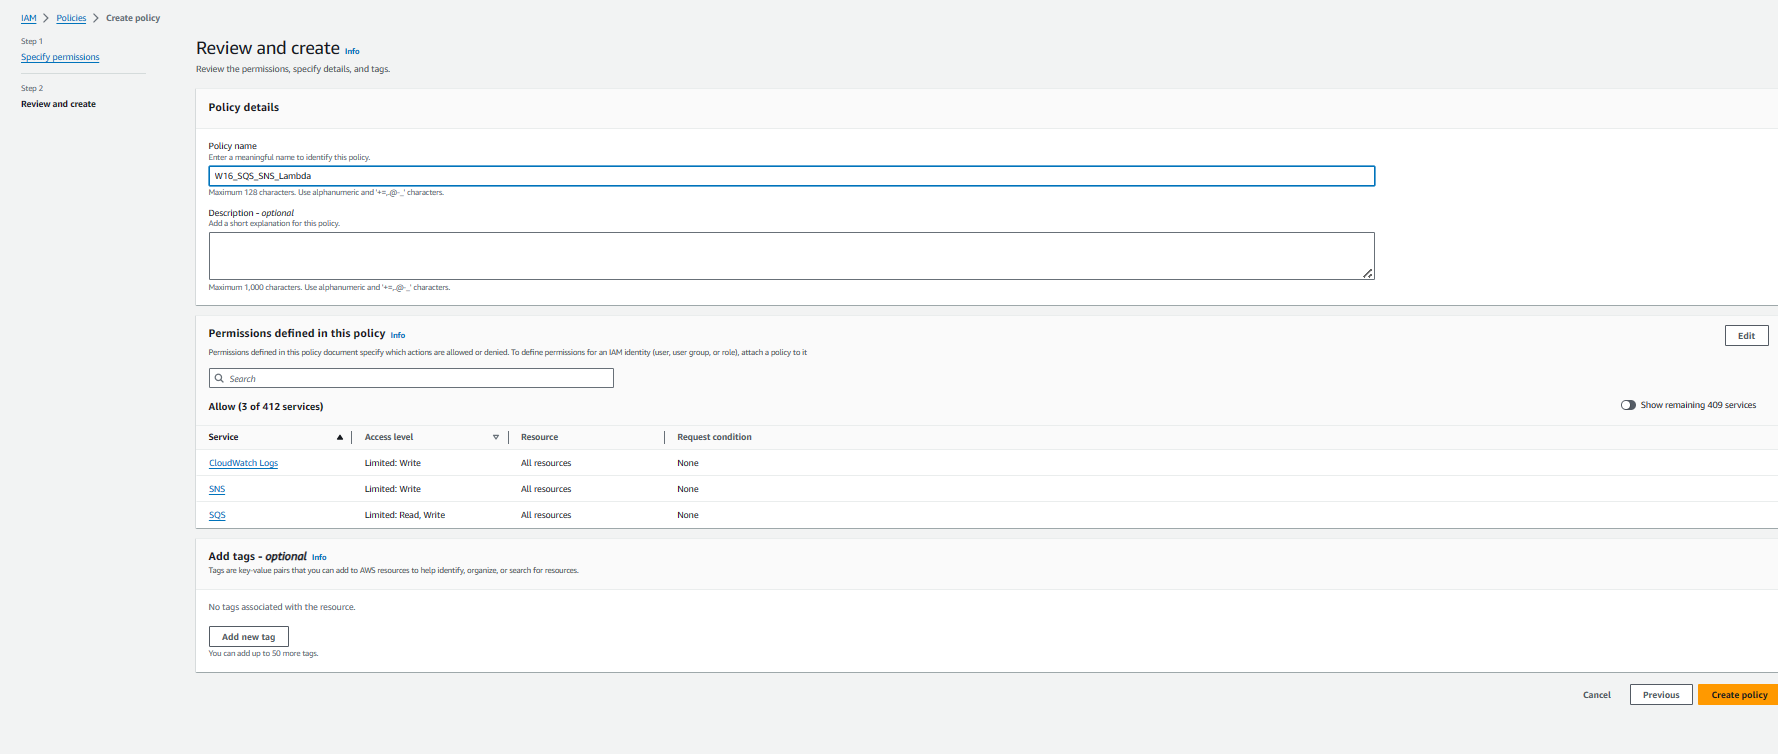 IAM > Policies > Create policy
Step 1
Specify permissions
Step 2
Review and create
Review and create Info
Review the permissions, specify details, and tags.
Policy details
Policy name
Enter a meaningful name to identify this policy.
W16_SQS_SNS_Lambda
Maximum 128 characters. Use alphanumeric and '+=,.@-_' characters.
Description - optional
Add a short explanation for this policy.
Maximum 1,000 characters. Use alphanumeric and '+=,.@-_' characters.
Permissions defined in this policy Info
Edit
Permissions defined in this policy document specify which actions are allowed or denied. To define permissions for an IAM identity (user, user group, or role), attach a policy to it
Search
Allow (3 of 412 services)
Show remaining 409 services
Service Access level Resource Request condition
CloudWatch Logs Limited: Write All resources None
SNS Limited: Write All resources None
SQS Limited: Read, Write All resources None
Add tags - optional Info
Tags are key-value pairs that you can add to AWS resources to help identify, organize, or search for resources.
No tags associated with the resource.
Add new tag
You can add up to 50 more tags.
Cancel Previous Create policy